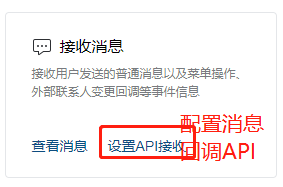 接收消息
接收用户发送的普通消息以及菜单操作、
外部联系人变更回调等事件信息
查看消息 设置API接收
配置消息
回调API